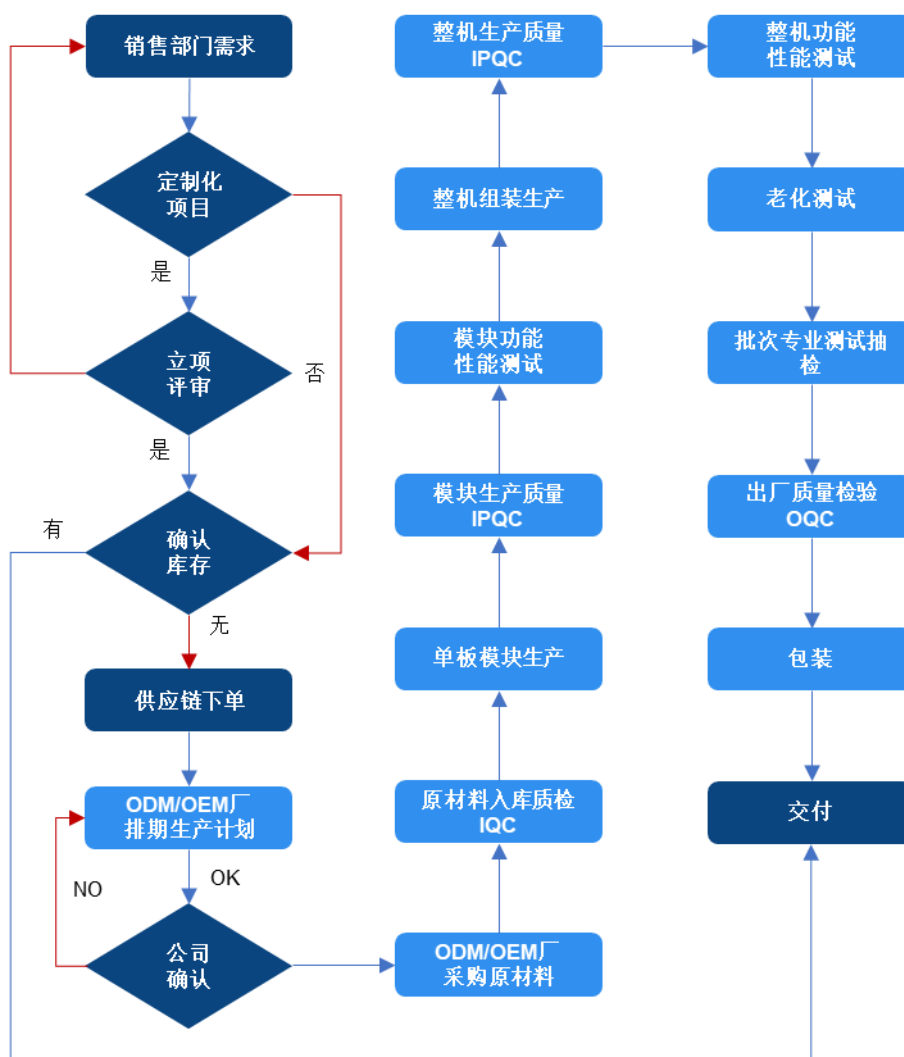 销售部门需求
定制化
项目
是
立项
评审
否
是
有
确认
库存
无
供应链下单
ODM/OEM厂
排期生产计划
NO
OK
公司
确认
ODM/OEM厂
采购原材料
原材料入库质检
IQC
单板模块生产
模块生产质量
IPQC
模块功能
性能测试
整机组装生产
整机生产质量
IPQC
整机功能
性能测试
老化测试
批次专业测试抽
检
出厂质量检验
OQC
包装
交付